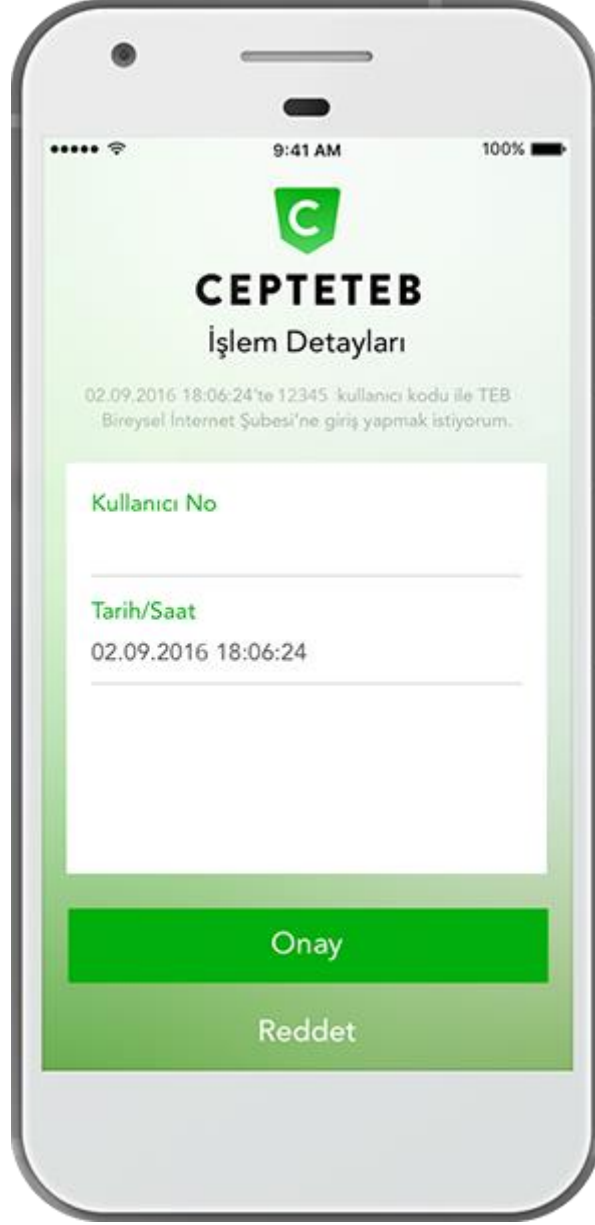 9:41 AM
100%
C
CEPTETEB
İşlem Detayları
02.09.2016 18:06:24'te 12345 kullanıcı kodu ile TEB
Bireysel İnternet Şubesi'ne giriş yapmak istiyorum.
Kullanıcı No
Tarih/Saat
02.09.2016 18:06:24
Onay
Reddet